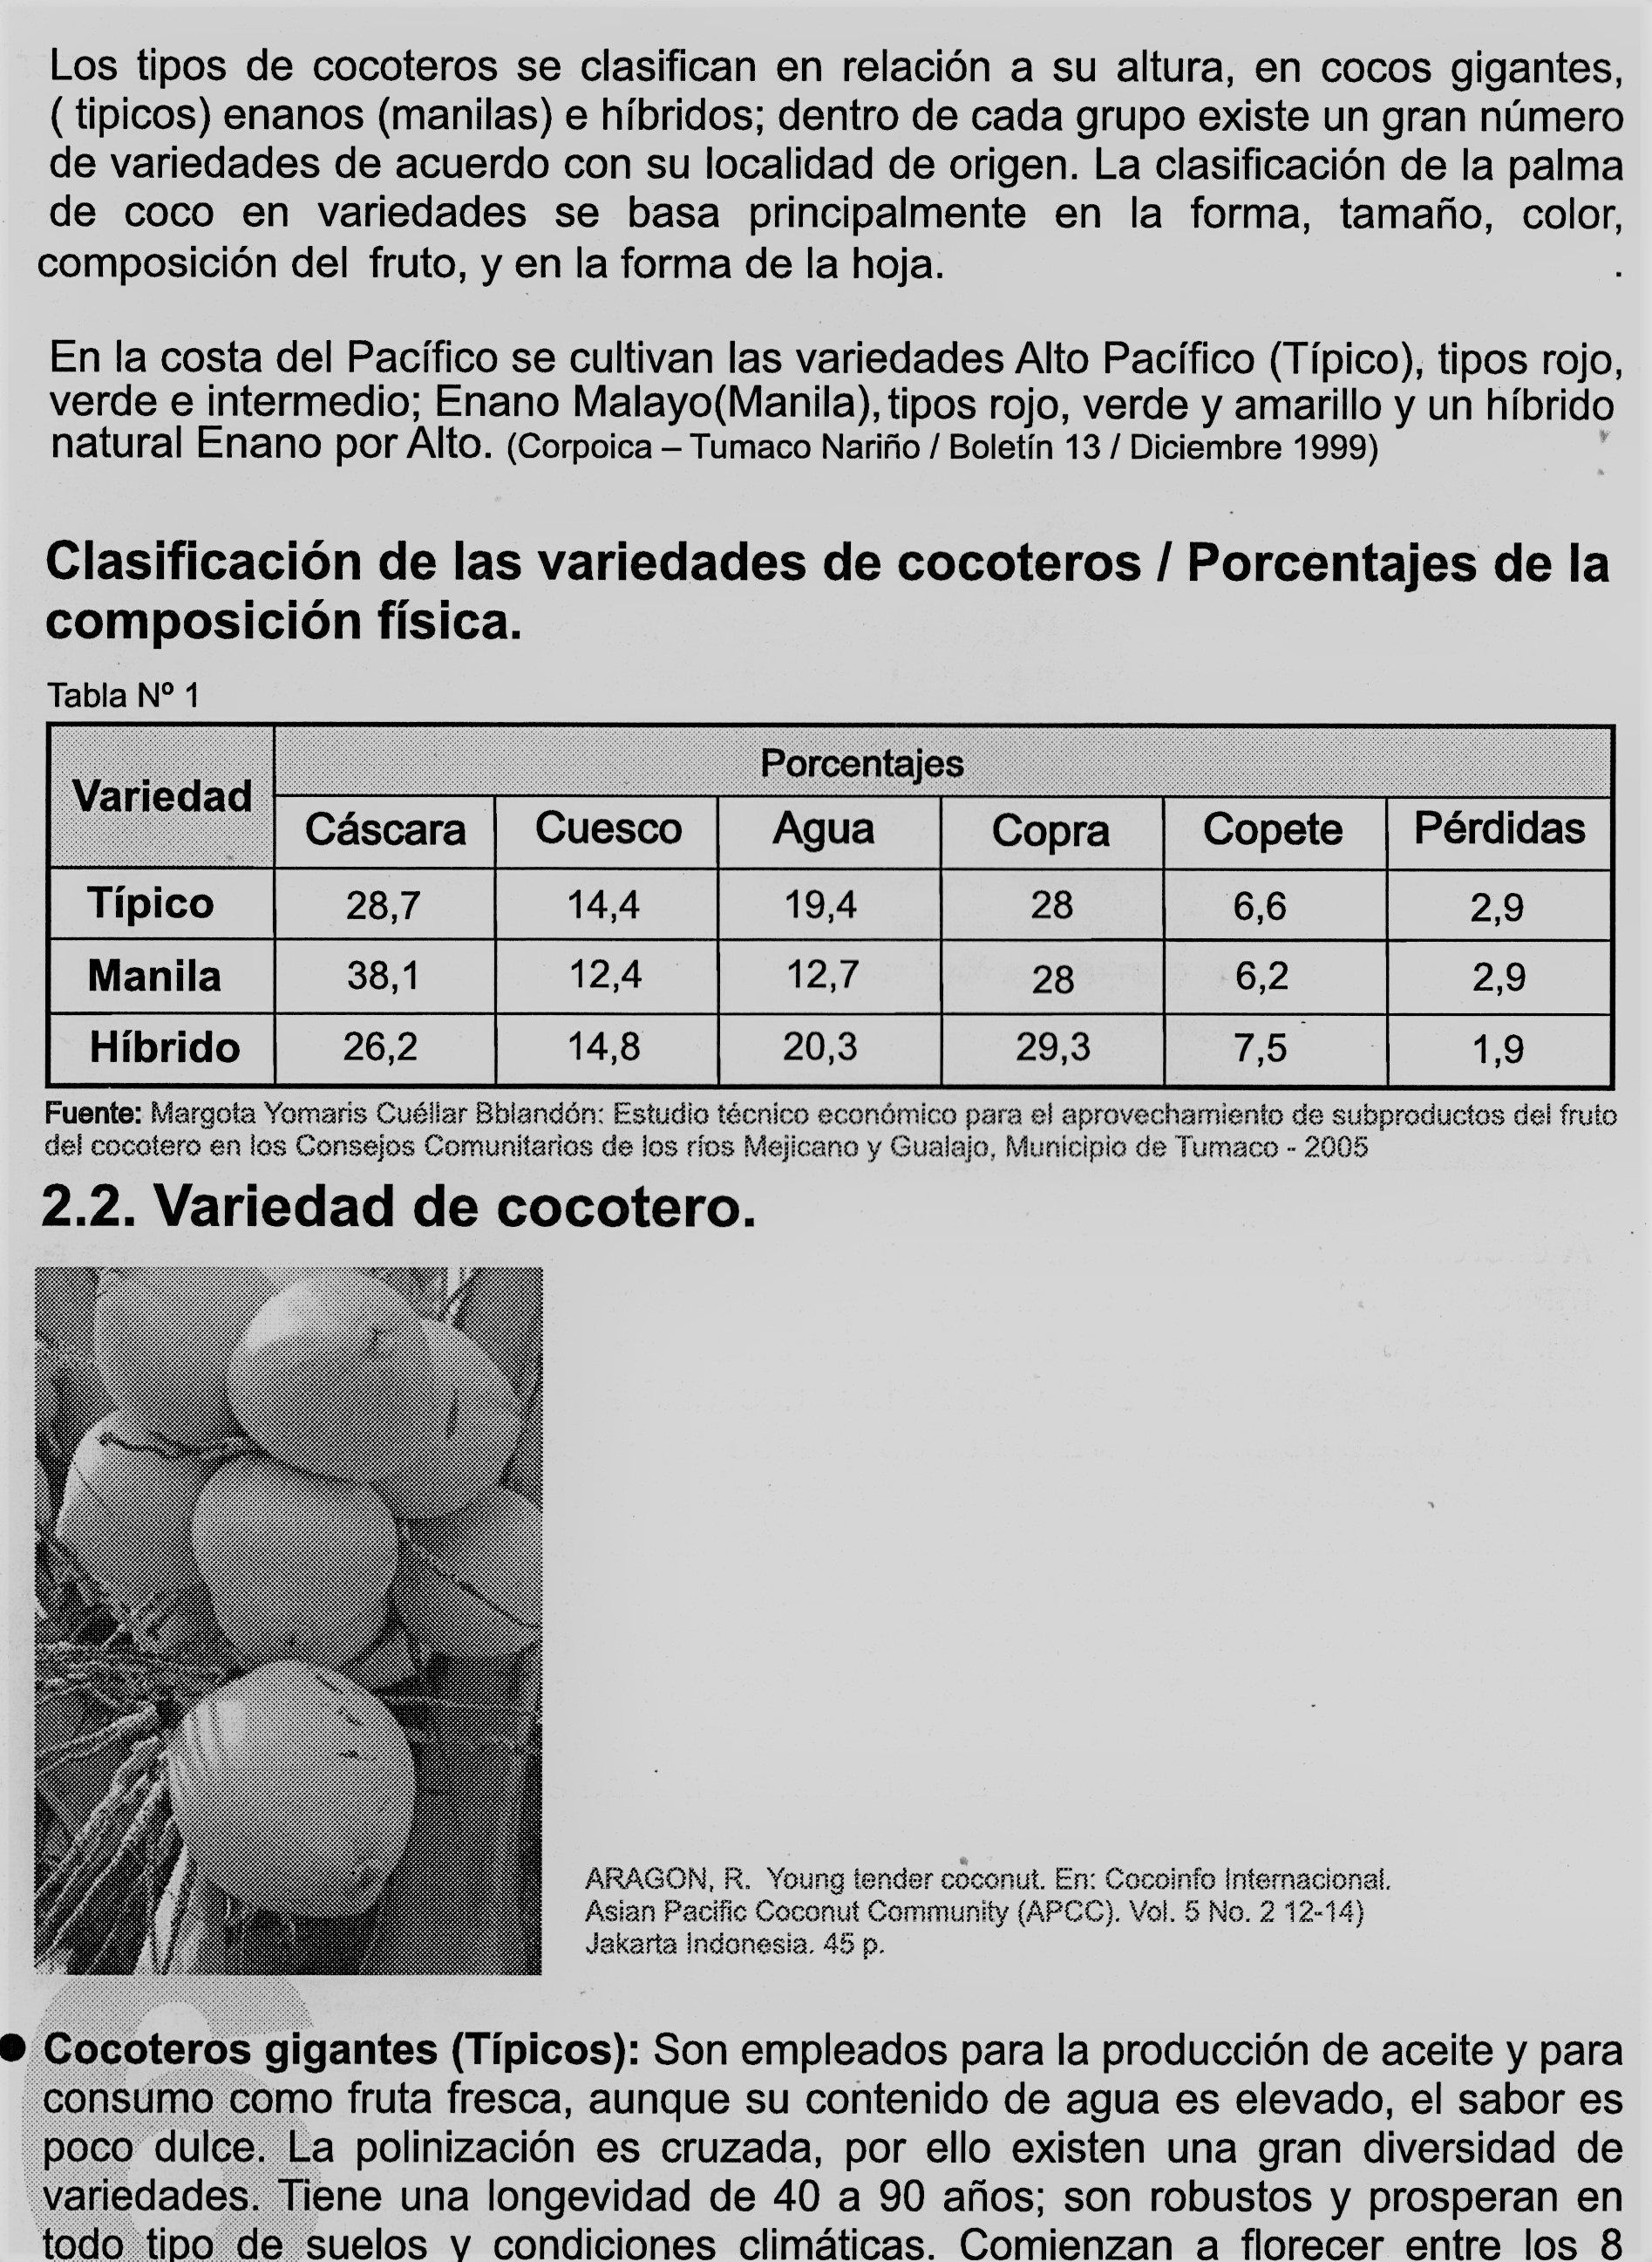 Los tipos de cocoteros se clasifican en relación a su altura, en cocos gigantes,
( tipicos) enanos (manilas) e híbridos; dentro de cada grupo existe un gran número
de variedades de acuerdo con su localidad de origen. La clasificación de la palma
de coco en variedades se basa principalmente en la forma, tamaño, color,
composición del fruto, y en la forma de la hoja.
En la costa del Pacífico se cultivan las variedades Alto Pacífico (Típico), tipos rojo,
verde e intermedio; Enano Malayo(Manila), tipos rojo, verde y amarillo y un híbrido
natural Enano por Alto. (Corpoica – Tumaco Nariño / Boletín 13 / Diciembre 1999)
Clasificación de las variedades de cocoteros / Porcentajes de la
composición física.
Tabla Nº 1
Variedad Porcentajes
Cáscara Cuesco Agua Copra Copete Pérdidas
Típico 28,7 14,4 19,4 28 6,6 2,9
Manila 38,1 12,4 12,7 28 6,2 2,9
Híbrido 26,2 14,8 20,3 29,3 7,5 1,9
Fuente: Margota Yomaris Cuéllar Bblandón: Estudio técnico económico para el aprovechamiento de subproductos del fruto
del cocotero en los Consejos Comunitarios de los ríos Mejicano y Gualajo, Municipio de Tumaco - 2005
2.2. Variedad de cocotero.
ARAGON, R. Young tender coconut. En: Cocoinfo Internacional.
Asian Pacific Coconut Community (APCC). Vol. 5 No. 2 12-14)
Jakarta Indonesia. 45 p.
6
● Cocoteros gigantes (Típicos): Son empleados para la producción de aceite y para
consumo como fruta fresca, aunque su contenido de agua es elevado, el sabor es
poco dulce. La polinización es cruzada, por ello existen una gran diversidad de
variedades. Tiene una longevidad de 40 a 90 años; son robustos y prosperan en
todo tipo de suelos y condiciones climáticas. Comienzan a florecer entre los 8